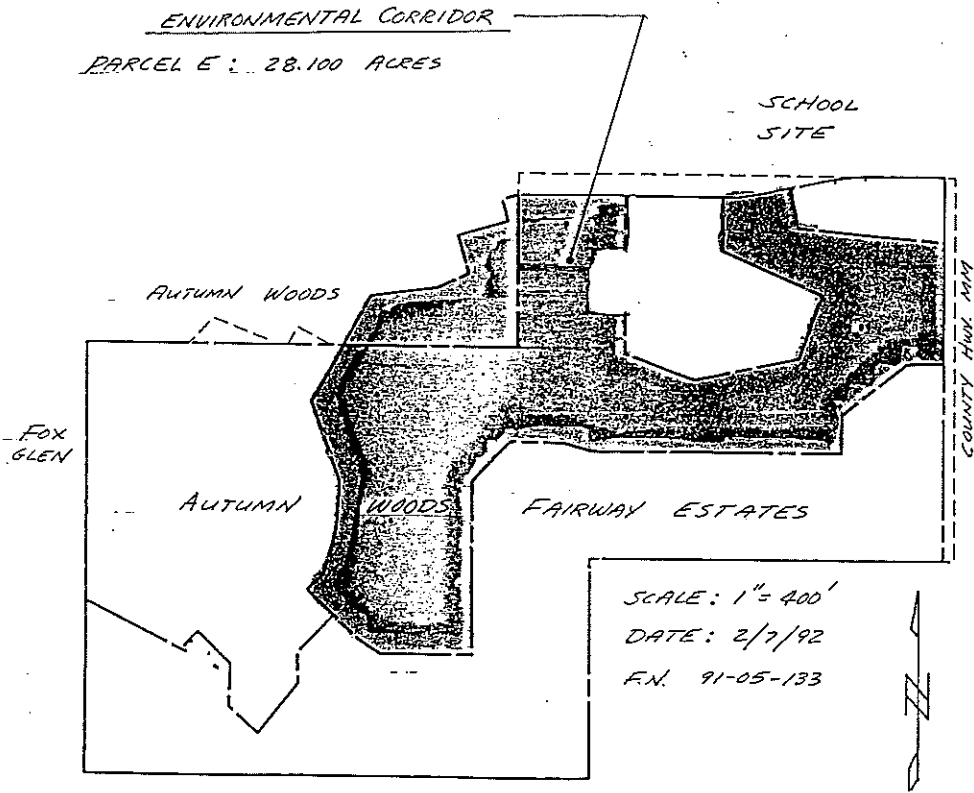 ENVIRONMENTAL CORRIDOR
PARCEL E: 28.100 ACRES
SCHOOL
SITE
AUTUMN WOODS
COUNTY HWY WW
FOX
GLEN
AUTUMN WOODS
FAIRWAY ESTATES
SCALE: 1"=400'
DATE: 2/7/92
F.N. 91-05-133
N